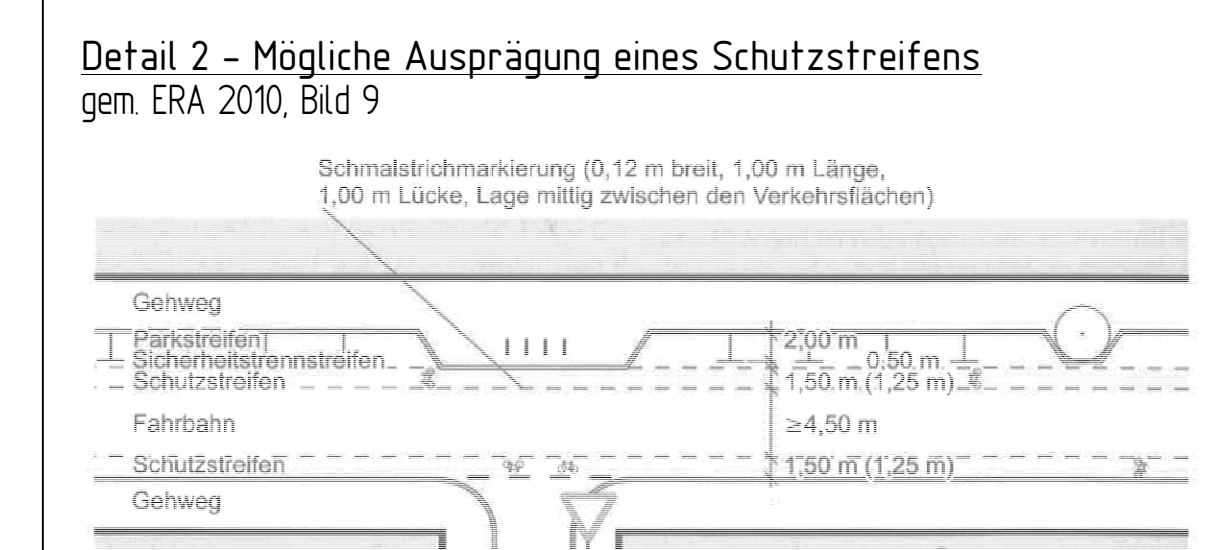 Detail 2 - Mögliche Ausprägung eines Schutzstreifens
gem. ERA 2010, Bild 9
Schmalstrichmarkierung (0,12 m breit, 1,00 m Länge,
1,00 m Lücke, Lage mittig zwischen den Verkehrsflächen)
Gehweg
Parkstreifen 2,00 m
Sicherheitstrennstreifen 0,50 m
Schutzstreifen 1,50 m (1,25 m)
Fahrbahn ≥4,50 m
Schutzstreifen 1,50 m (1,25 m)
Gehweg